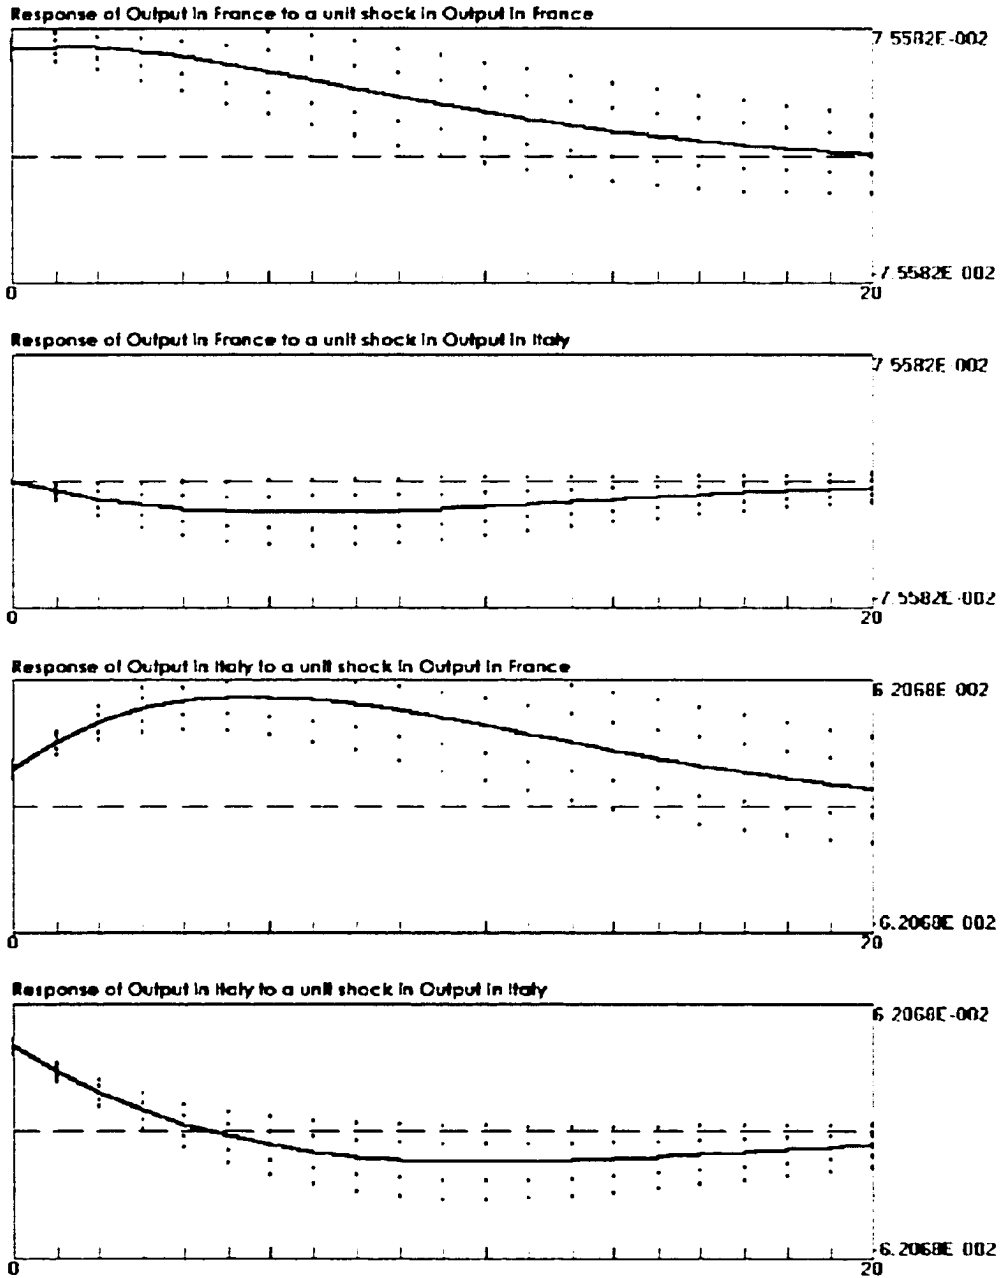 Response of Output in France to a unit shock in Output in France
7.5582E-002
-7.5582E 002
0
20
Response of Output in France to a unit shock in Output in Italy
7.5582E 002
-7.5582E-002
0
20
Response of Output in Italy to a unit shock in Output in France
6.2068E 002
-6.2068E 002
0
20
Response of Output in Italy to a unit shock in Output in Italy
6.2068E-002
-6.2068E 002
0
20